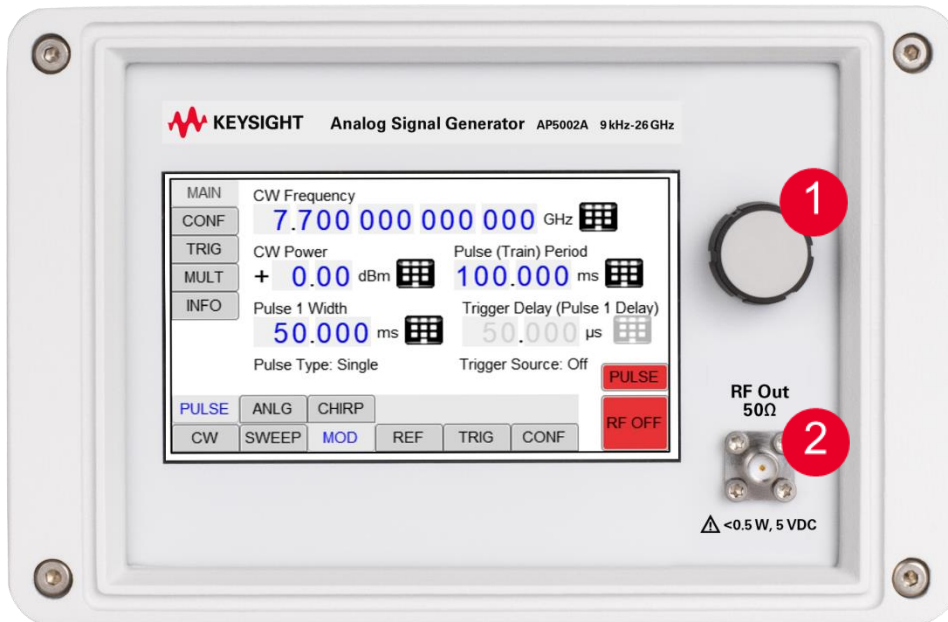 KEYSIGHT Analog Signal Generator AP5002A 9 kHz-26 GHz
MAIN
CONF
TRIG
MULT
INFO
CW Frequency
7.700 000 000 000 GHz
CW Power
+ 0.00 dBm
Pulse (Train) Period
100.000 ms
Pulse 1 Width
50.000 ms
Trigger Delay (Pulse 1 Delay)
50.000 µs
Pulse Type: Single
Trigger Source: Off
PULSE
RF OFF
PULSE ANLG CHIRP
CW SWEEP MOD REF TRIG CONF
1
RF Out
50Ω
2
⚠ <0.5 W, 5 VDC